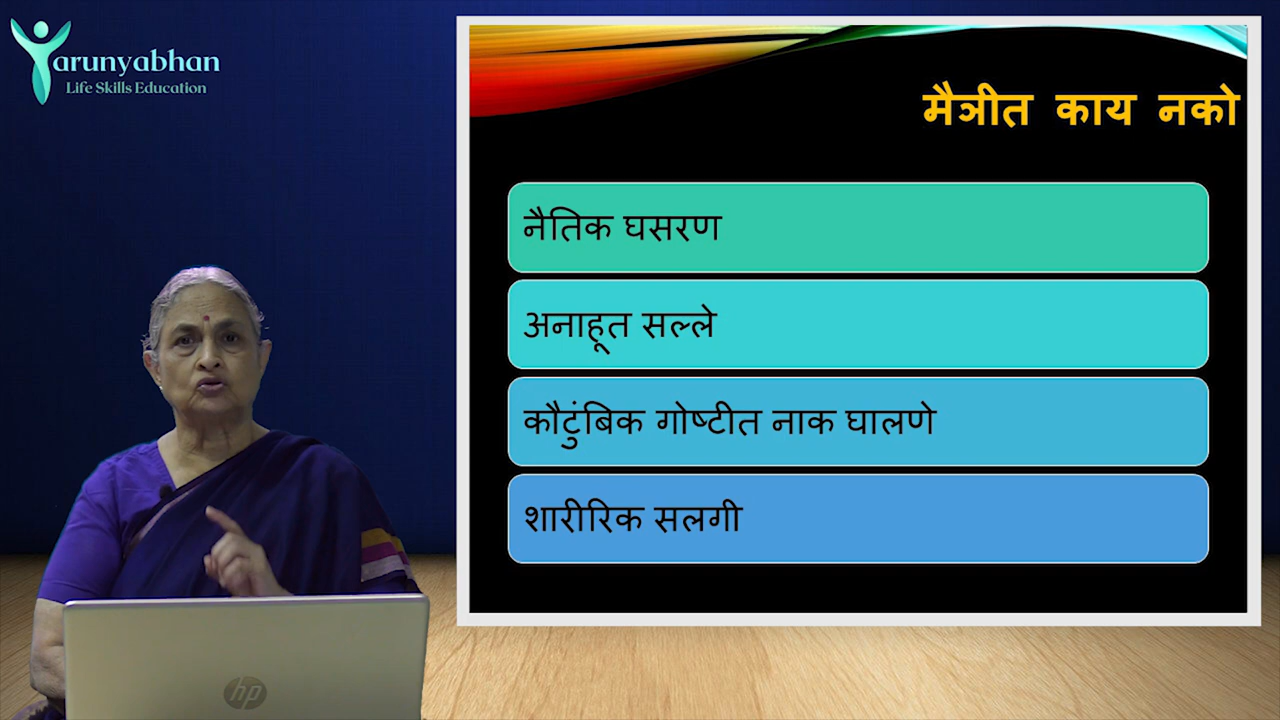 Tarunyabhan
Life Skills Education
मैत्रीत काय नको
नैतिक घसरण
अनाहूत सल्ले
कौटुंबिक गोष्टीत नाक घालणे
शारीरिक सलगी
hp